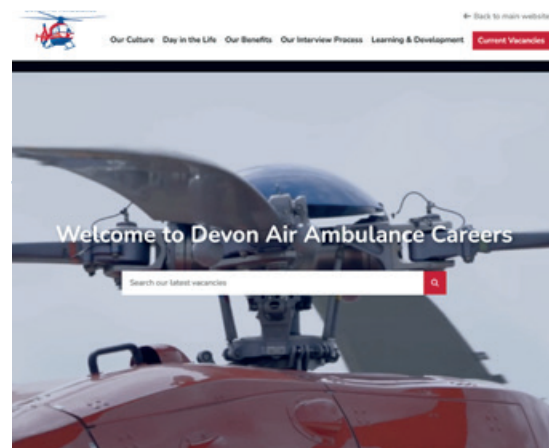 ← Back to main website
Our Culture Day in the Life Our Benefits Our Interview Process Learning & Development Current Vacancies
Welcome to Devon Air Ambulance Careers
Search our latest vacancies